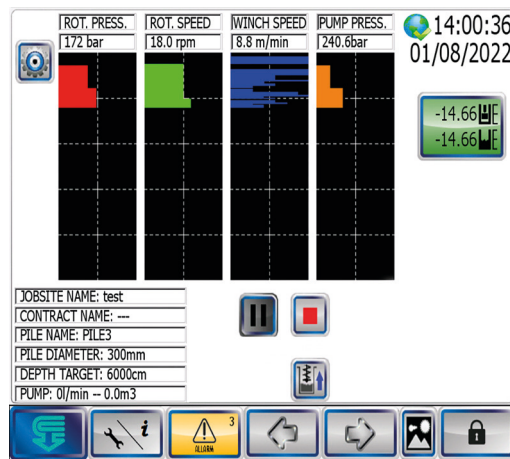 ROT. PRESS. ROT. SPEED WINCH SPEED PUMP PRESS.
172 bar 18.0 rpm 8.8 m/min 240.6bar
14:00:36
01/08/2022
-14.66
-14.66
JOBSITE NAME: test
CONTRACT NAME: ---
PILE NAME: PILE3
PILE DIAMETER: 300mm
DEPTH TARGET: 6000cm
PUMP: 0l/min -- 0.0m3
i
3
ALLARM